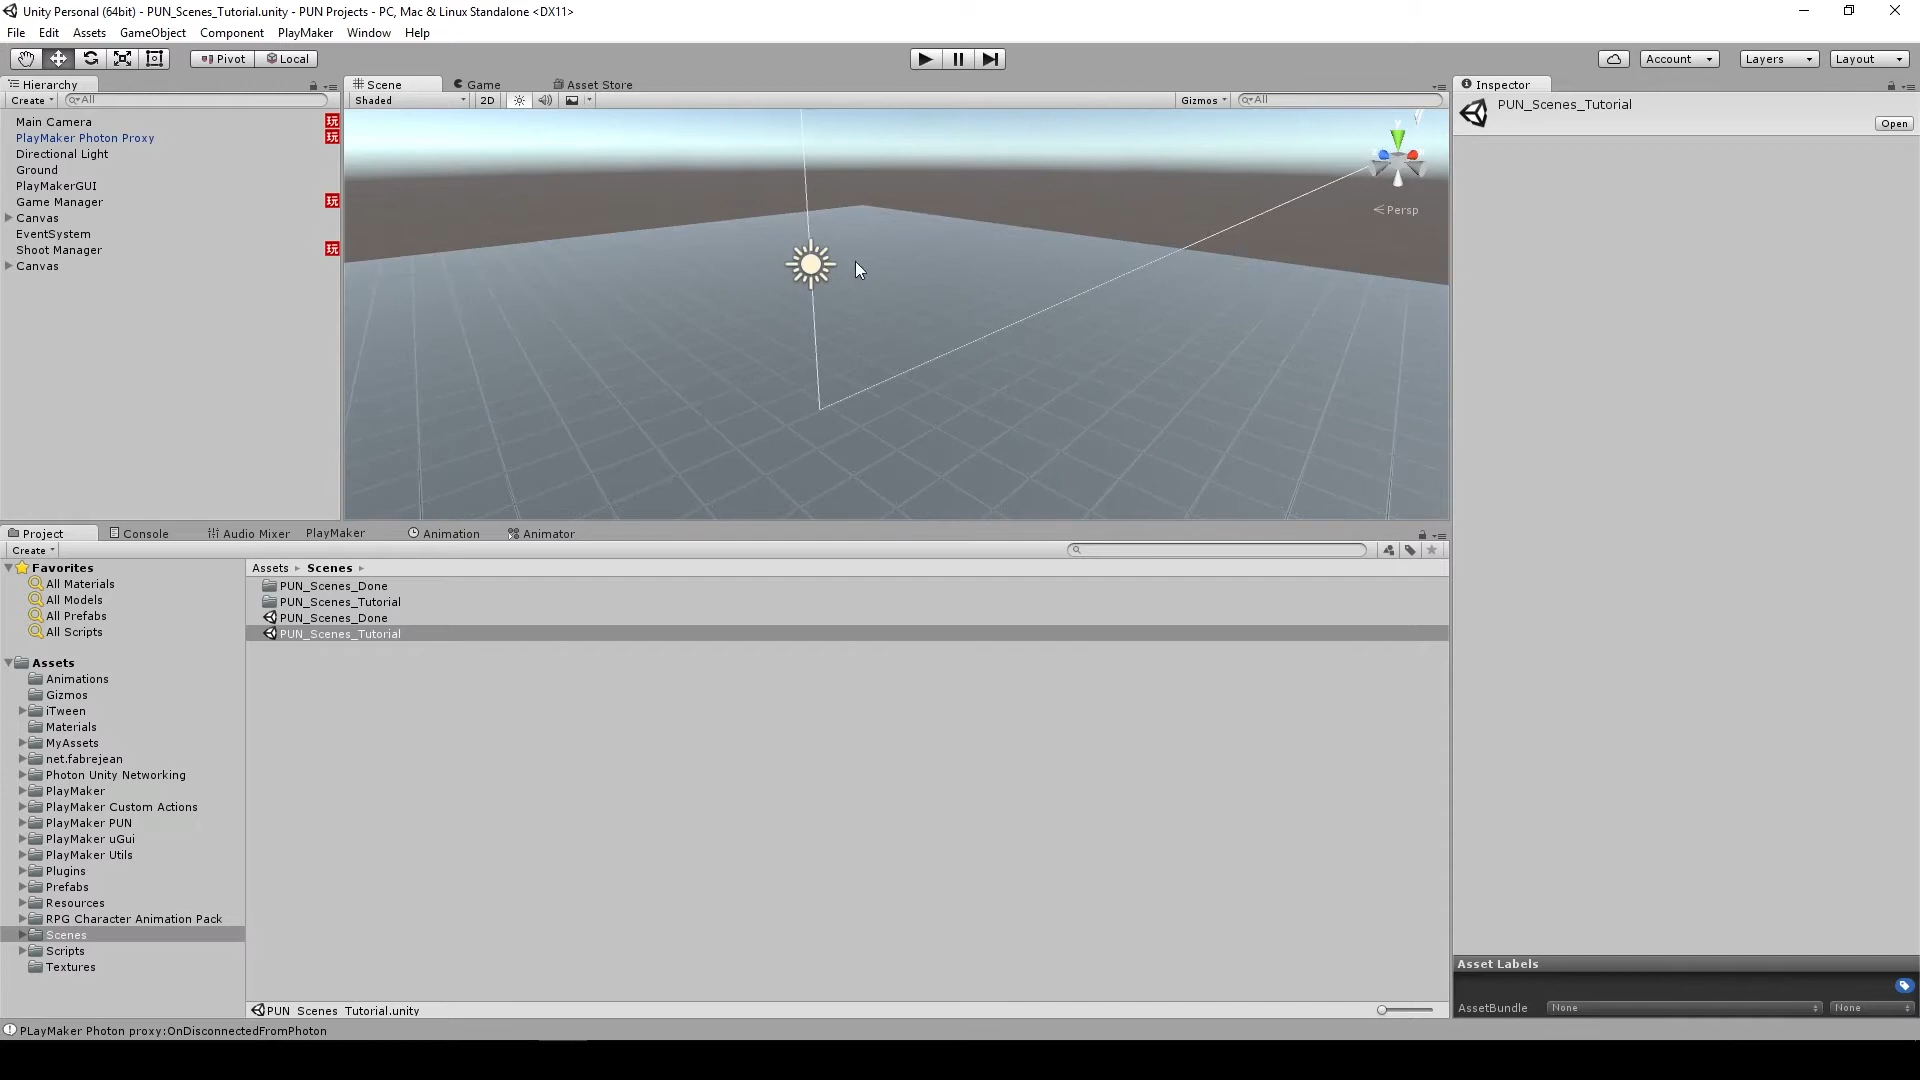 Unity Personal (64bit) - PUN_Scenes_Tutorial.unity - PUN Projects - PC, Mac & Linux Standalone <DX11>
File Edit Assets GameObject Component PlayMaker Window Help
Pivot Local Account Layers Layout
Hierarchy
Create All
Main Camera 玩
PlayMaker Photon Proxy 玩
Directional Light
Ground
PlayMakerGUI
Game Manager 玩
Canvas
EventSystem
Shoot Manager 玩
Canvas
Scene Game Asset Store
Shaded 2D Gizmos All
y
Persp
Inspector
PUN_Scenes_Tutorial
Open
Project Console Audio Mixer PlayMaker Animation Animator
Create
Favorites
All Materials
All Models
All Prefabs
All Scripts
Assets
Animations
Gizmos
iTween
Materials
MyAssets
net.fabrejean
Photon Unity Networking
PlayMaker
PlayMaker Custom Actions
PlayMaker PUN
PlayMaker uGui
PlayMaker Utils
Plugins
Prefabs
Resources
RPG Character Animation Pack
Scenes
Scripts
Textures
Assets Scenes
PUN_Scenes_Done
PUN_Scenes_Tutorial
PUN_Scenes_Done
PUN_Scenes_Tutorial
PUN_Scenes_Tutorial.unity
Asset Labels
AssetBundle None None
PLayMaker Photon proxy:OnDisconnectedFromPhoton